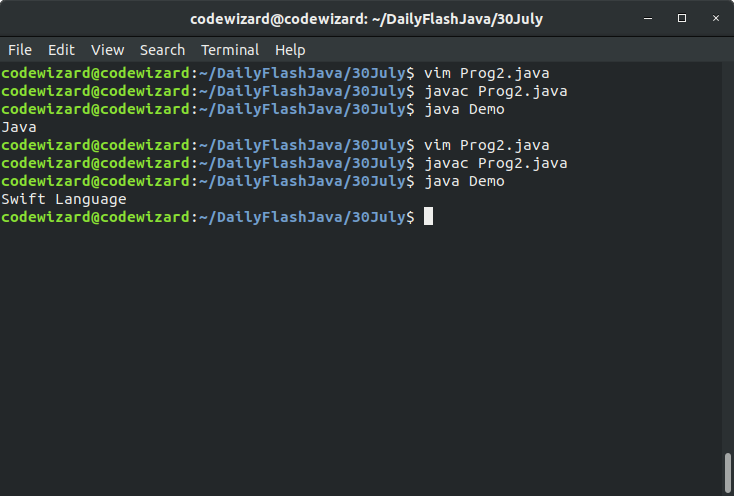 codewizard@codewizard: ~/DailyFlashJava/30July
File Edit View Search Terminal Help
codewizard@codewizard:~/DailyFlashJava/30July$ vim Prog2.java
codewizard@codewizard:~/DailyFlashJava/30July$ javac Prog2.java
codewizard@codewizard:~/DailyFlashJava/30July$ java Demo
Java
codewizard@codewizard:~/DailyFlashJava/30July$ vim Prog2.java
codewizard@codewizard:~/DailyFlashJava/30July$ javac Prog2.java
codewizard@codewizard:~/DailyFlashJava/30July$ java Demo
Swift Language
codewizard@codewizard:~/DailyFlashJava/30July$